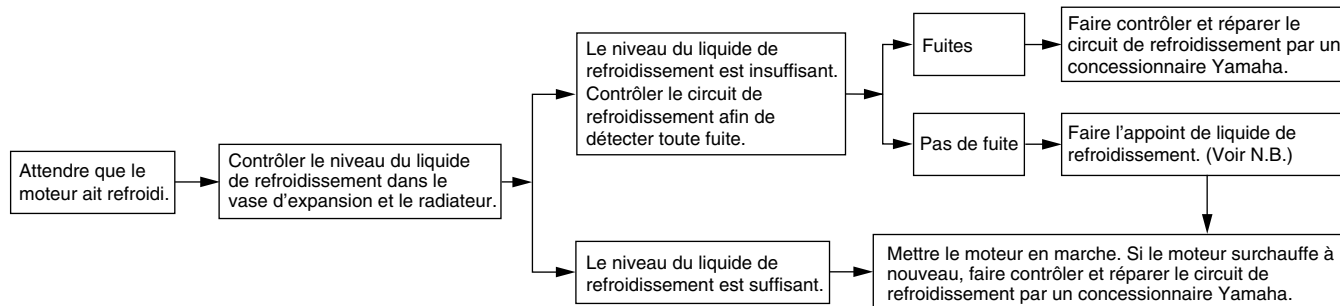 Attendre que le
moteur ait refroidi.
Contrôler le niveau du liquide
de refroidissement dans le
vase d’expansion et le radiateur.
Le niveau du liquide de
refroidissement est insuffisant.
Contrôler le circuit de
refroidissement afin de
détecter toute fuite.
Fuites
Faire contrôler et réparer le
circuit de refroidissement par un
concessionnaire Yamaha.
Pas de fuite
Faire l’appoint de liquide de
refroidissement. (Voir N.B.)
Le niveau du liquide de
refroidissement est suffisant.
Mettre le moteur en marche. Si le moteur surchauffe à
nouveau, faire contrôler et réparer le circuit de
refroidissement par un concessionnaire Yamaha.